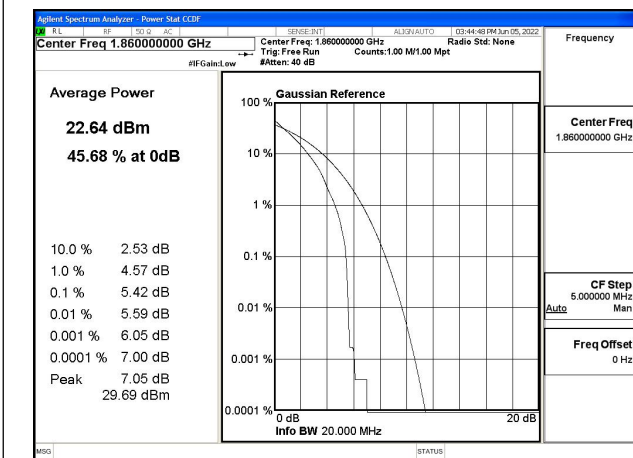 Agilent Spectrum Analyzer - Power Stat CCDF
RL RF 50 Ω AC SENSE:INT ALIGN AUTO 03:44:48 PM Jun 05, 2022
Center Freq 1.860000000 GHz
Center Freq: 1.860000000 GHz Radio Std: None
Trig: Free Run Counts:1.00 M/1.00 Mpt
#IFGain:Low #Atten: 40 dB
Frequency
Average Power
22.64 dBm
45.68 % at 0dB
10.0 % 2.53 dB
1.0 % 4.57 dB
0.1 % 5.42 dB
0.01 % 5.59 dB
0.001 % 6.05 dB
0.0001 % 7.00 dB
Peak 7.05 dB
29.69 dBm
Gaussian Reference
100 %
10 %
1 %
0.1 %
0.01 %
0.001 %
0.0001 %
0 dB 20 dB
Info BW 20.000 MHz
Center Freq
1.860000000 GHz
CF Step
5.000000 MHz
Auto Man
Freq Offset
0 Hz
MSG STATUS